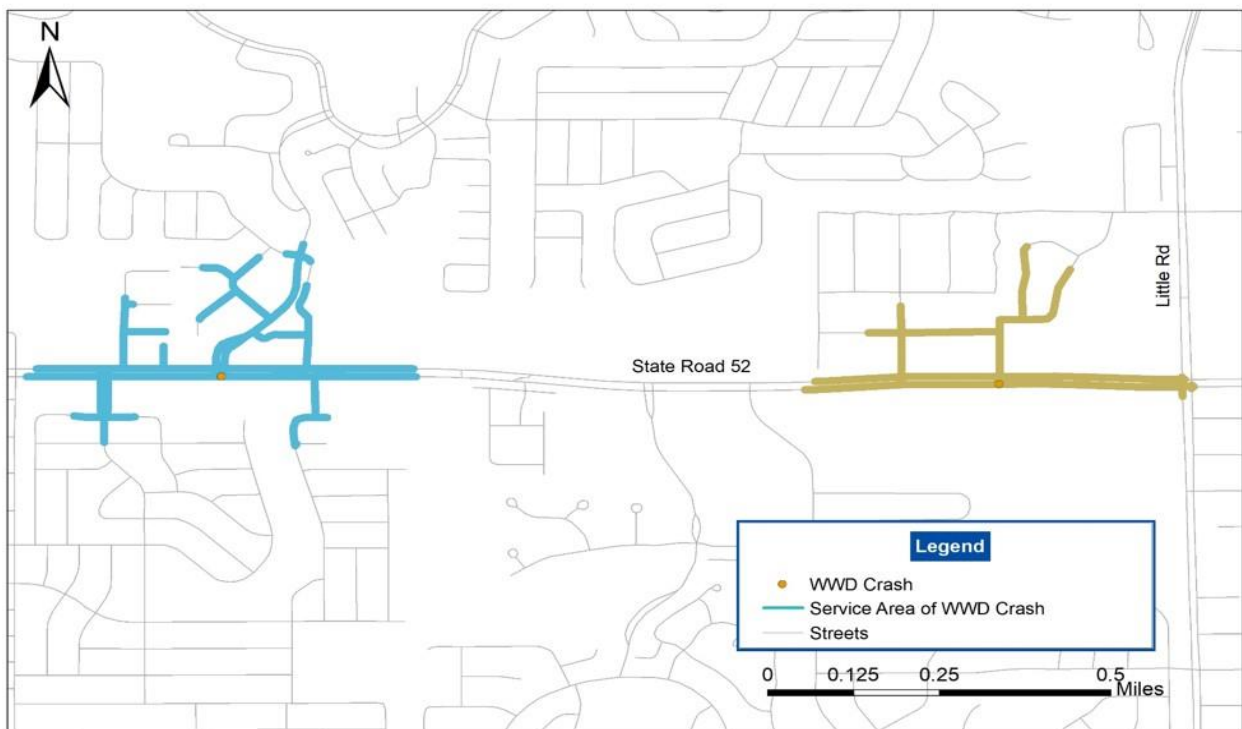 N
Little Rd
State Road 52
Legend
WWD Crash
Service Area of WWD Crash
Streets
0 0.125 0.25 0.5
Miles